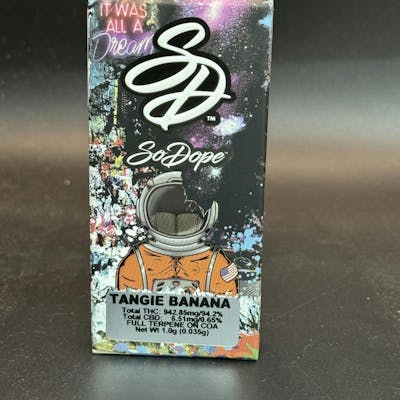 IT WAS
ALL A
Dream
SD
TM
SoDope
TANGIE BANANA
Total THC: 942.85mg/94.2%
Total CBD: 6.51mg/0.65%
FULL TERPENE ON COA
Net Wt 1.0g (0.035g)